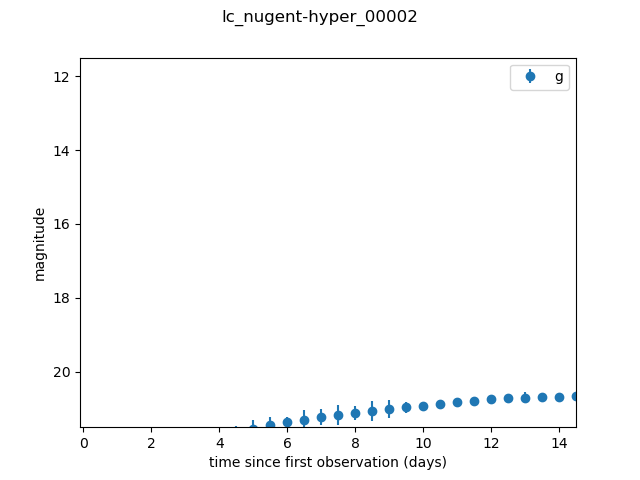 lc_nugent-hyper_00002
g
12
14
16
18
20
magnitude
0 2 4 6 8 10 12 14
time since first observation (days)